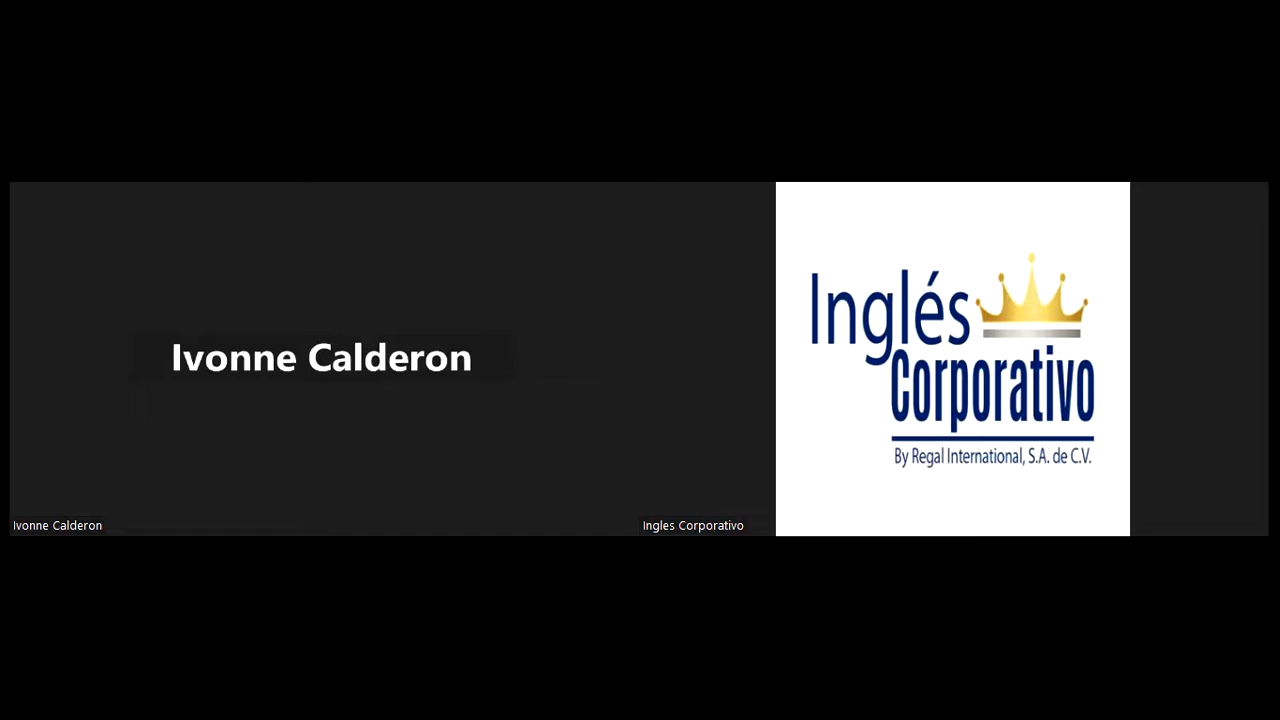 Ivonne Calderon
Ivonne Calderon
Ingles Corporativo
Inglés
Corporativo
By Regal International, S.A. de C.V.